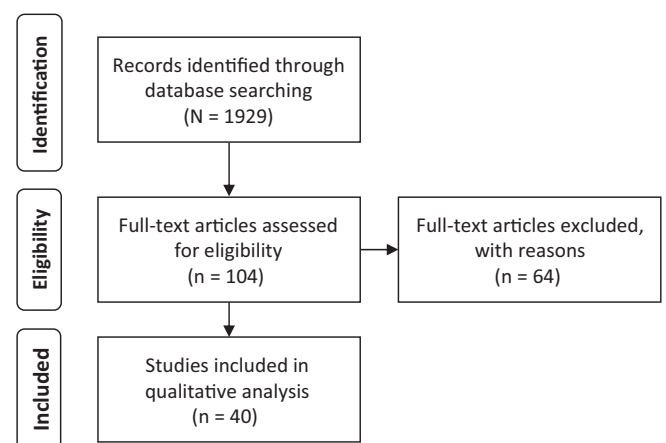 Identification
Records identified through
database searching
(N = 1929)
Eligibility
Full-text articles assessed
for eligibility
(n = 104)
Full-text articles excluded,
with reasons
(n = 64)
Included
Studies included in
qualitative analysis
(n = 40)